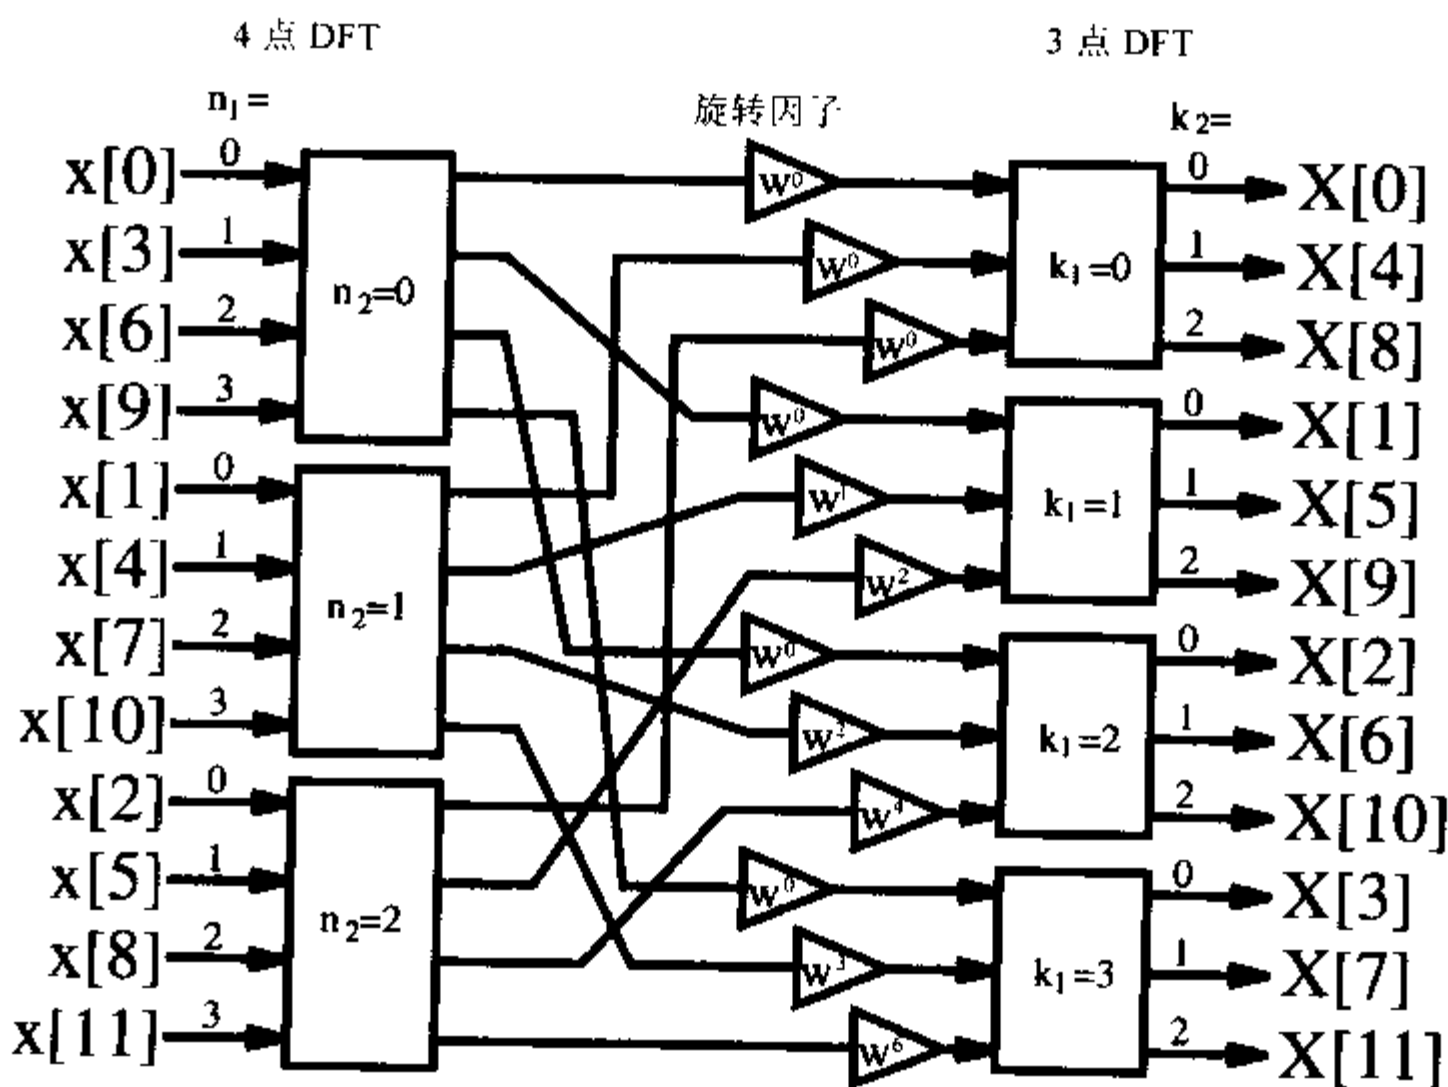 4 点 DFT
3 点 DFT
n1=
旋转因子
k2=
x[0] 0
x[3] 1
x[6] 2
x[9] 3
n2=0
x[1] 0
x[4] 1
x[7] 2
x[10] 3
n2=1
x[2] 0
x[5] 1
x[8] 2
x[11] 3
n2=2
w0
w0
w0
w0
w1
w2
w0
w2
w4
w0
w3
w6
k1=0
0 X[0]
1 X[4]
2 X[8]
k1=1
0 X[1]
1 X[5]
2 X[9]
k1=2
0 X[2]
1 X[6]
2 X[10]
k1=3
0 X[3]
1 X[7]
2 X[11]